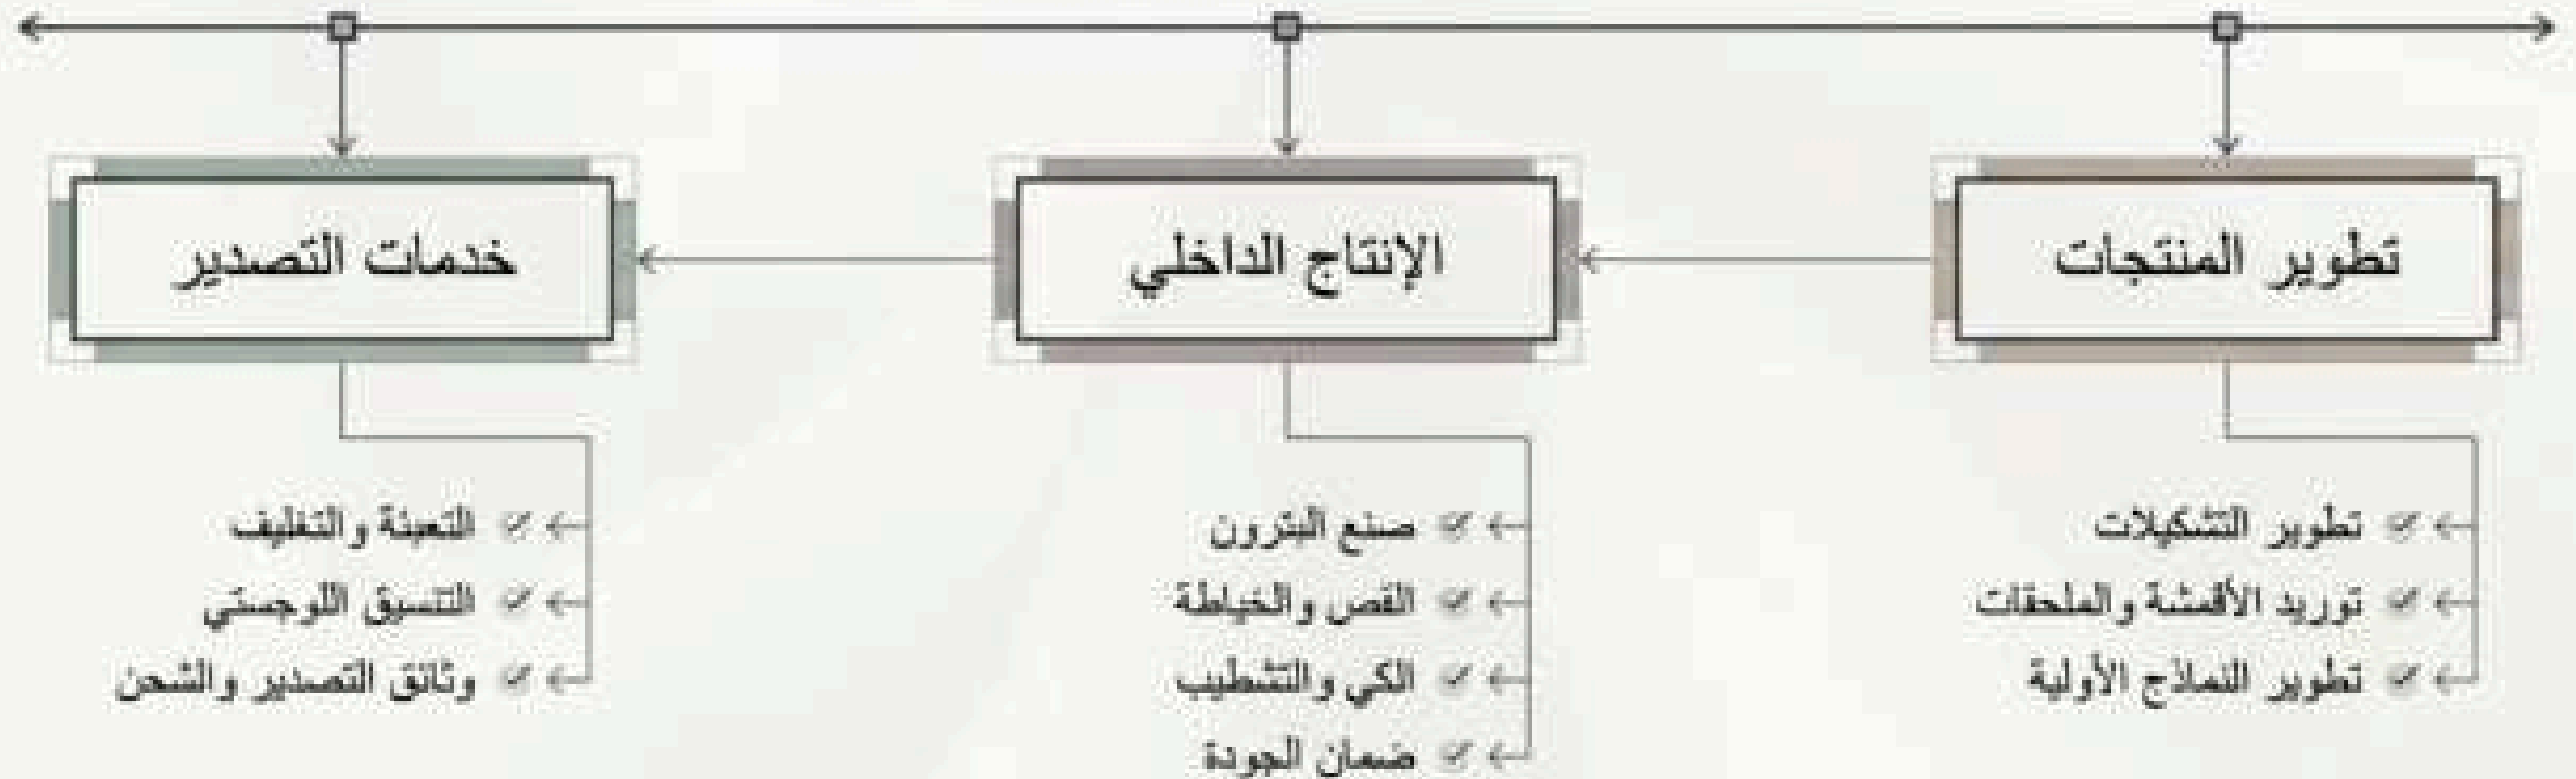 تطوير المنتجات
تطوير التشكيلات
توريد الأقمشة والملحقات
تطوير النماذج الأولية
الإنتاج الداخلي
صنع البترون
القص والخياطة
الكي والتشطيب
ضمان الجودة
خدمات التصدير
التعبئة والتغليف
التنسيق اللوجستي
وثائق التصدير والشحن